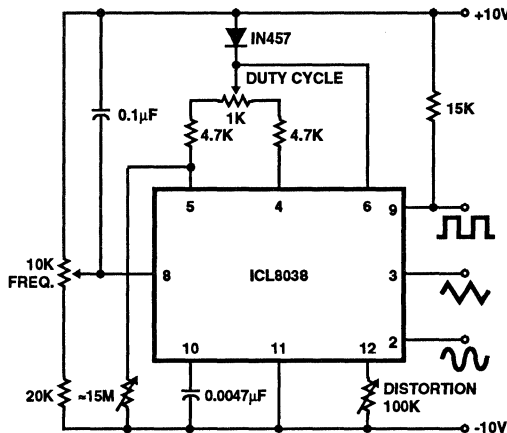 +10V
IN457
DUTY CYCLE
0.1µF
1K
15K
4.7K
4.7K
5
4
6
9
10K
FREQ.
8
ICL8038
3
2
10
11
12
20K
≈15M
0.0047µF
DISTORTION
100K
-10V